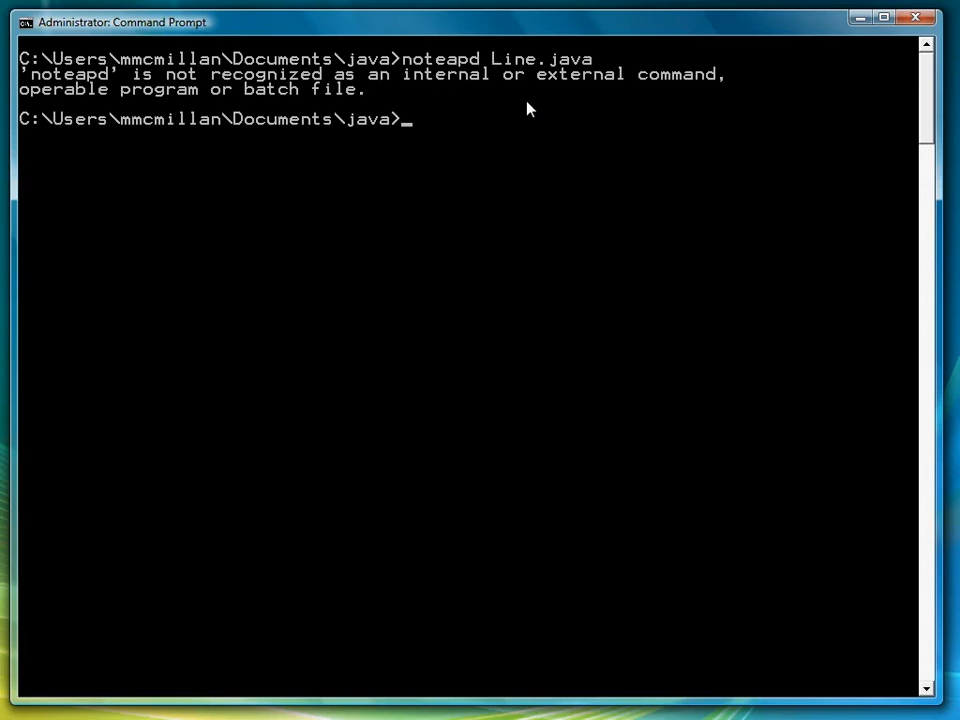 Administrator: Command Prompt
C:\Users\mmcmillan\Documents\java>noteapd Line.java
'noteapd' is not recognized as an internal or external command,
operable program or batch file.
C:\Users\mmcmillan\Documents\java>_